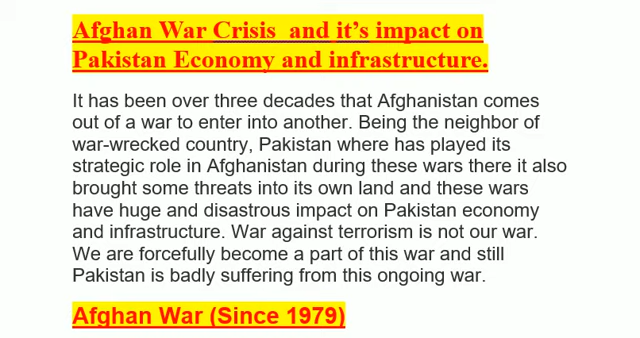 Afghan War Crisis and it's impact on
Pakistan Economy and infrastructure.
It has been over three decades that Afghanistan comes
out of a war to enter into another. Being the neighbor of
war-wrecked country, Pakistan where has played its
strategic role in Afghanistan during these wars there it also
brought some threats into its own land and these wars
have huge and disastrous impact on Pakistan economy
and infrastructure. War against terrorism is not our war.
We are forcefully become a part of this war and still
Pakistan is badly suffering from this ongoing war.
Afghan War (Since 1979)